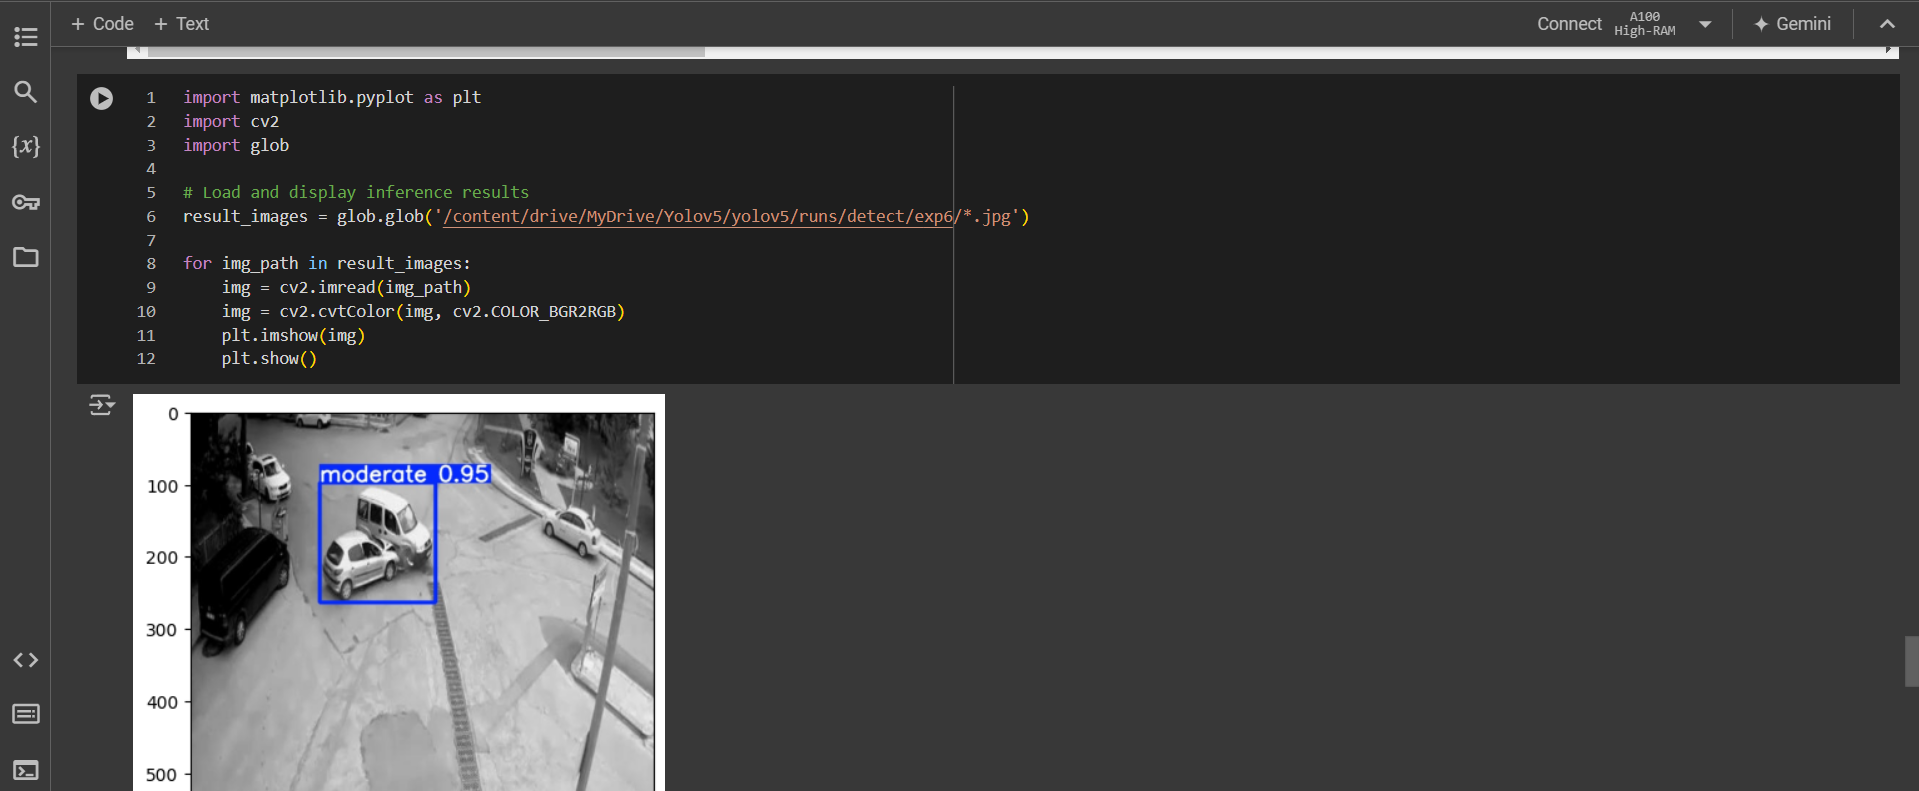 + Code + Text
Connect A100 High-RAM Gemini
{x}
1 import matplotlib.pyplot as plt
2 import cv2
3 import glob
4
5 # Load and display inference results
6 result_images = glob.glob('/content/drive/MyDrive/Yolov5/yolov5/runs/detect/exp6/*.jpg')
7
8 for img_path in result_images:
9     img = cv2.imread(img_path)
10     img = cv2.cvtColor(img, cv2.COLOR_BGR2RGB)
11     plt.imshow(img)
12     plt.show()
0
moderate 0.95
100
200
300
400
500